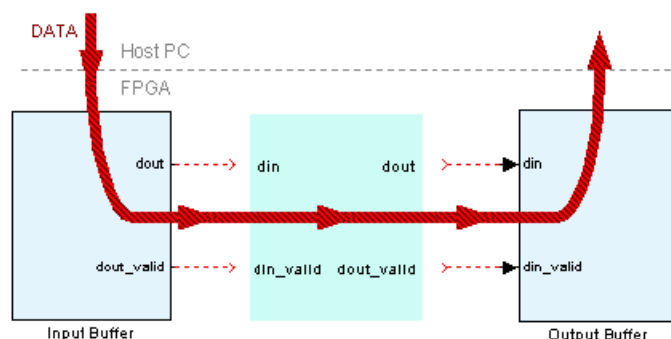 DATA
Host PC
FPGA
dout din dout din
dout_valid din_valid dout_valid din_valid
Input Buffer Output Buffer